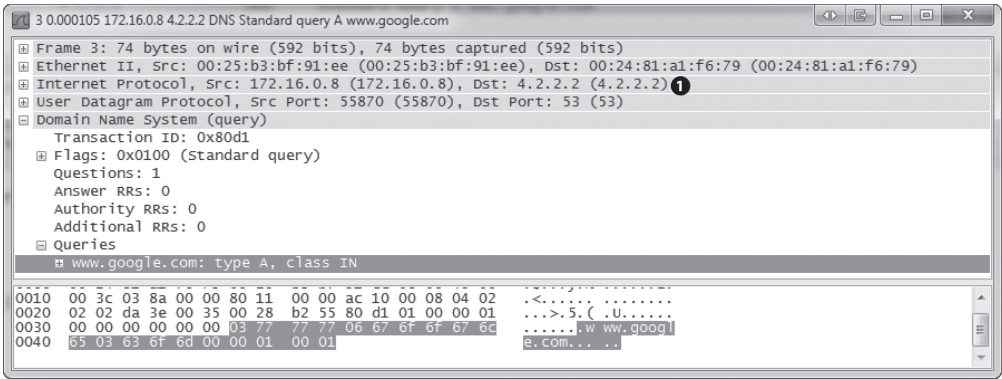 3 0.000105 172.16.0.8 4.2.2.2 DNS Standard query A www.google.com
Frame 3: 74 bytes on wire (592 bits), 74 bytes captured (592 bits)
Ethernet II, Src: 00:25:b3:bf:91:ee (00:25:b3:bf:91:ee), Dst: 00:24:81:a1:f6:79 (00:24:81:a1:f6:79)
Internet Protocol, Src: 172.16.0.8 (172.16.0.8), Dst: 4.2.2.2 (4.2.2.2) 1
User Datagram Protocol, Src Port: 55870 (55870), Dst Port: 53 (53)
Domain Name System (query)
Transaction ID: 0x80d1
Flags: 0x0100 (Standard query)
Questions: 1
Answer RRs: 0
Authority RRs: 0
Additional RRs: 0
Queries
www.google.com: type A, class IN
0010 00 3c 03 8a 00 00 80 11 00 00 ac 10 00 08 04 02 .<...... ........
0020 02 02 da 3e 00 35 00 28 b2 55 80 d1 01 00 00 01 ...>.5.( .U......
0030 00 00 00 00 00 00 03 77 77 77 06 67 6f 6f 67 6c .......w ww.googl
0040 65 03 63 6f 6d 00 00 01 00 01 e.com... ..